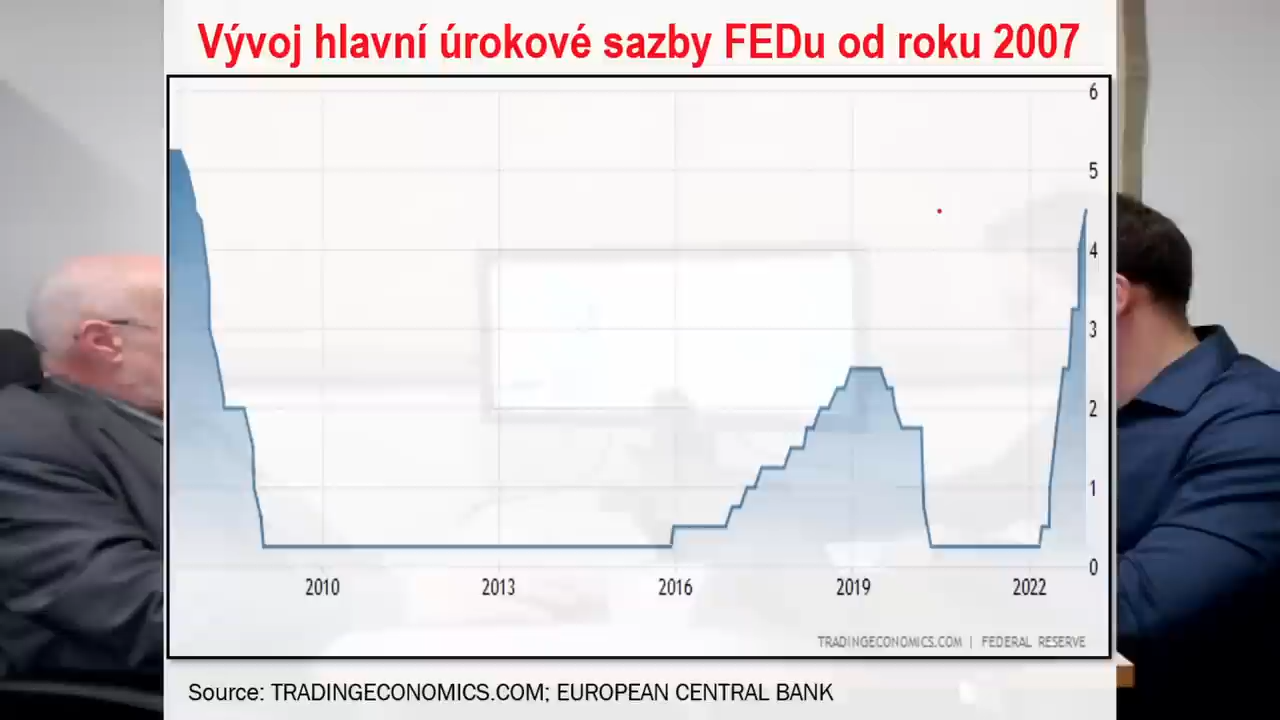 Vývoj hlavní úrokové sazby FEDu od roku 2007
6
5
4
3
2
1
0
2010 2013 2016 2019 2022
TRADINGECONOMICS.COM | FEDERAL RESERVE
Source: TRADINGECONOMICS.COM; EUROPEAN CENTRAL BANK